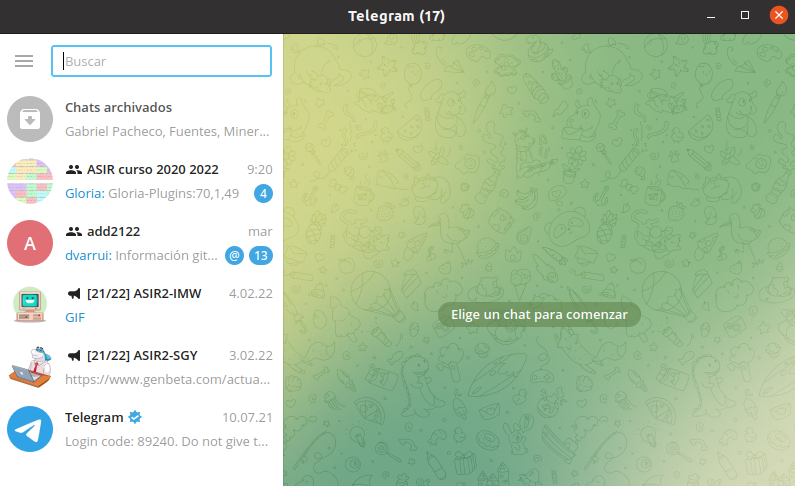 Telegram (17)
Buscar
Chats archivados
Gabriel Pacheco, Fuentes, Miner...
ASIR curso 2020 2022 9:20
Gloria: Gloria-Plugins:70,1,49 4
A
add2122 mar
dvarrui: Información git... @ 13
[21/22] ASIR2-IMW 4.02.22
GIF
[21/22] ASIR2-SGY 3.02.22
https://www.genbeta.com/actua...
Telegram 10.07.21
Login code: 89240. Do not give t...
Elige un chat para comenzar